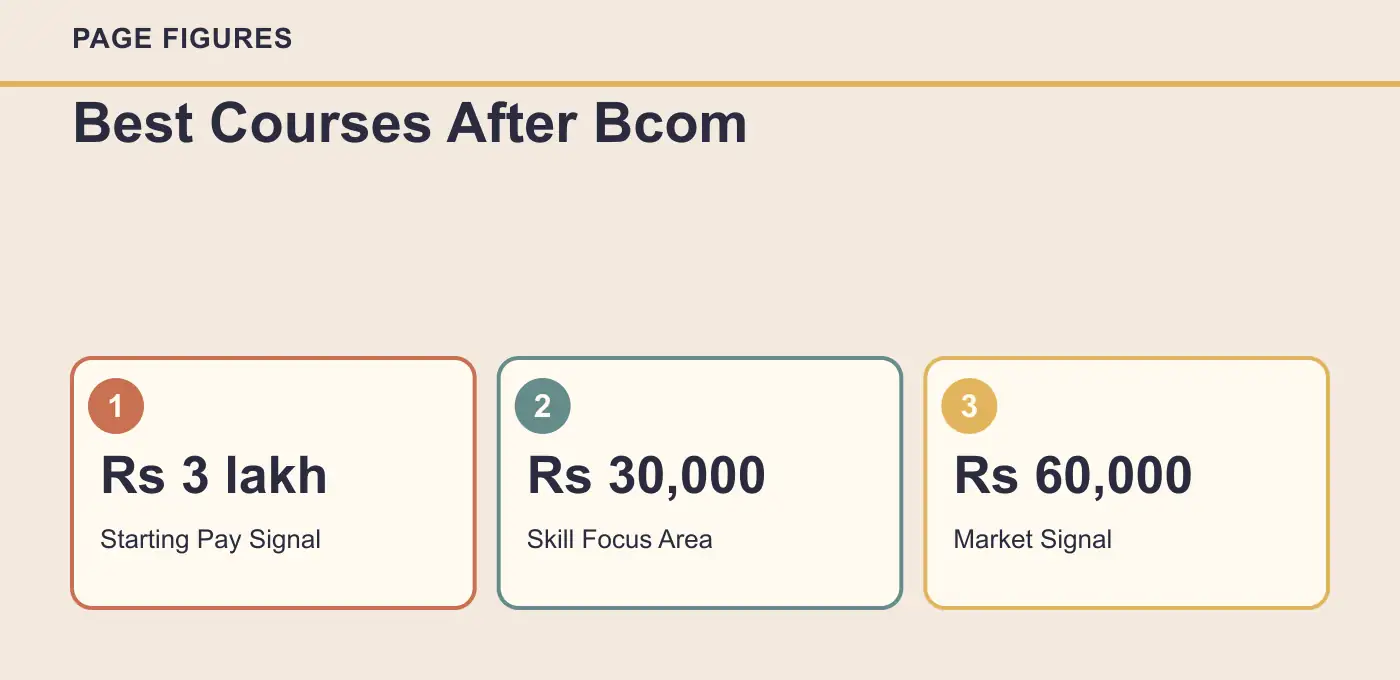 PAGE FIGURES
Best Courses After Bcom
1
Rs 3 lakh
Starting Pay Signal
2
Rs 30,000
Skill Focus Area
3
Rs 60,000
Market Signal